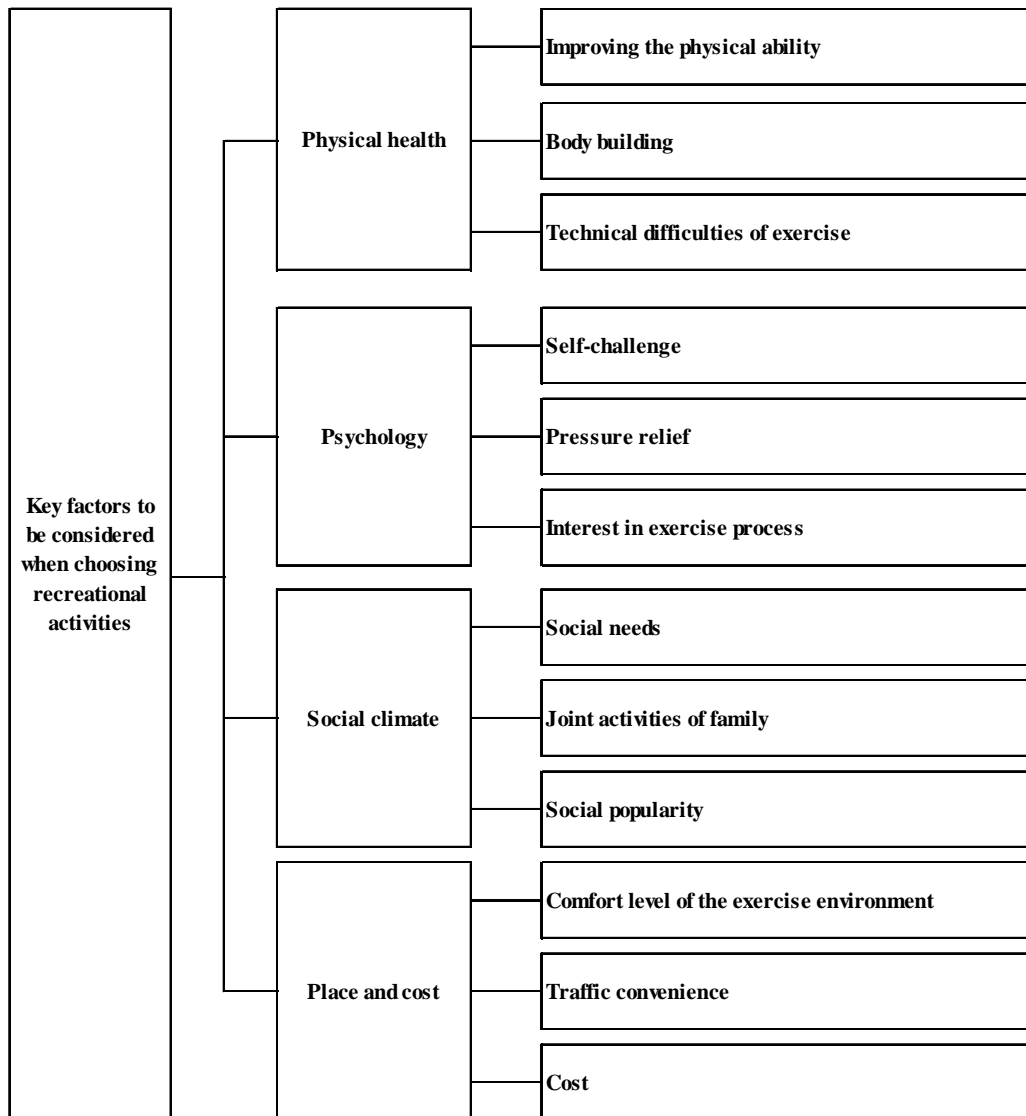 Key factors to
be considered
when choosing
recreational
activities
Physical health
Improving the physical ability
Body building
Technical difficulties of exercise
Psychology
Self-challenge
Pressure relief
Interest in exercise process
Social climate
Social needs
Joint activities of family
Social popularity
Place and cost
Comfort level of the exercise environment
Traffic convenience
Cost